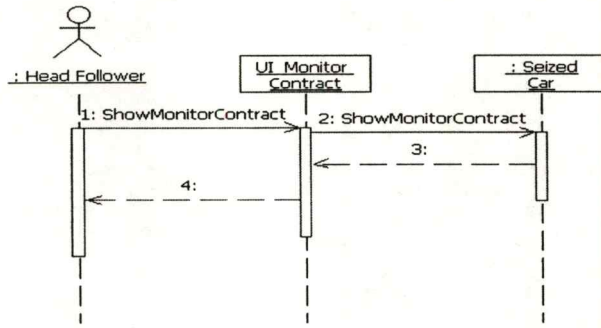 : Head Follower
UI Monitor
Contract
: Seized
Car
1: ShowMonitorContract
2: ShowMonitorContract
3:
4: